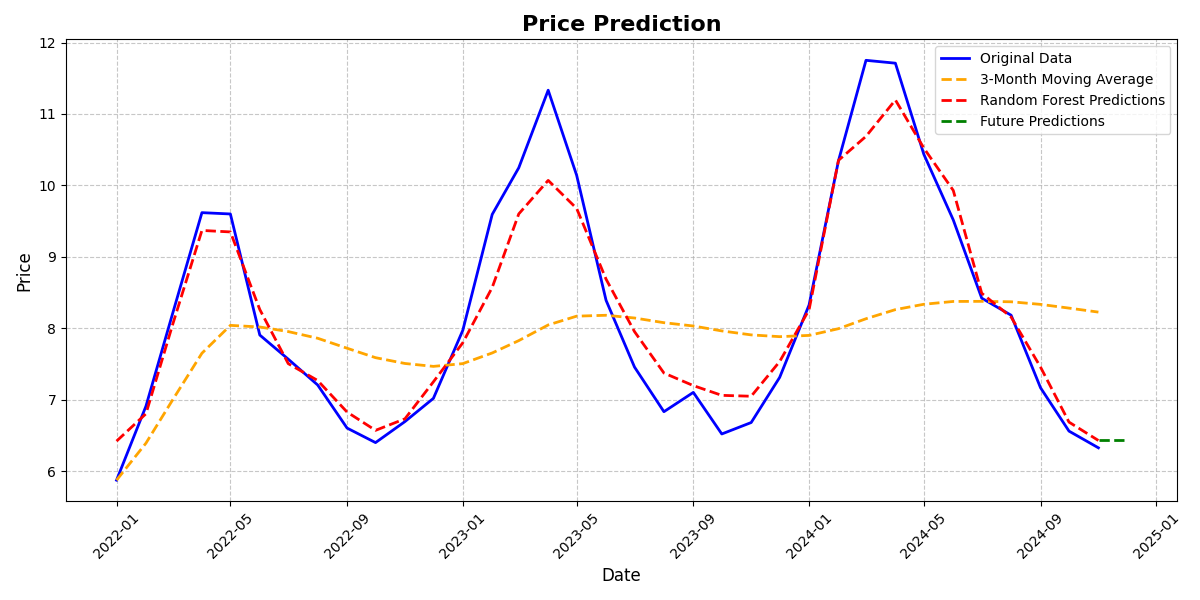 Price Prediction
Original Data
3-Month Moving Average
Random Forest Predictions
Future Predictions
Price
12
11
10
9
8
7
6
2022-01
2022-05
2022-09
2023-01
2023-05
2023-09
2024-01
2024-05
2024-09
2025-01
Date